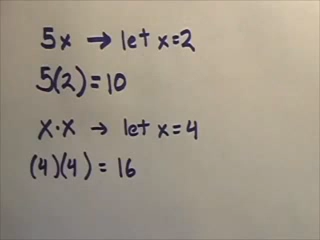 5x → let x=2
5(2)=10
x·x → let x=4
(4)(4) = 16